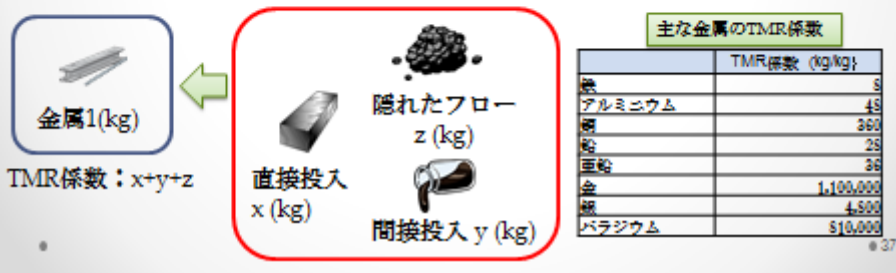 金属1(kg)
TMR係数：x+y+z
隠れたフロー
z (kg)
直接投入
x (kg)
間接投入 y (kg)
主な金属のTMR係数
TMR係数 (kg/kg)
鉄 8
アルミニウム 48
銅 360
鉛 28
亜鉛 36
金 1,100,000
銀 4,800
パラジウム 810,000
37